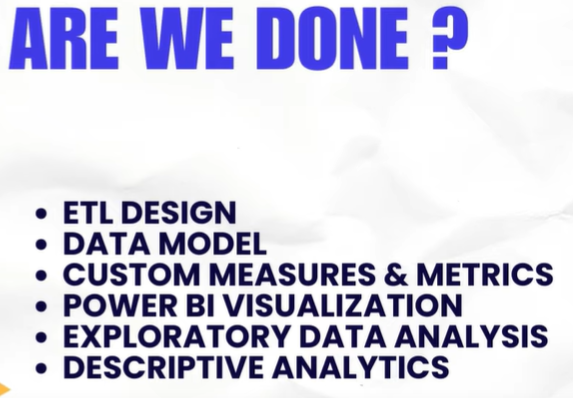 ARE WE DONE ?
• ETL DESIGN
• DATA MODEL
• CUSTOM MEASURES & METRICS
• POWER BI VISUALIZATION
• EXPLORATORY DATA ANALYSIS
• DESCRIPTIVE ANALYTICS